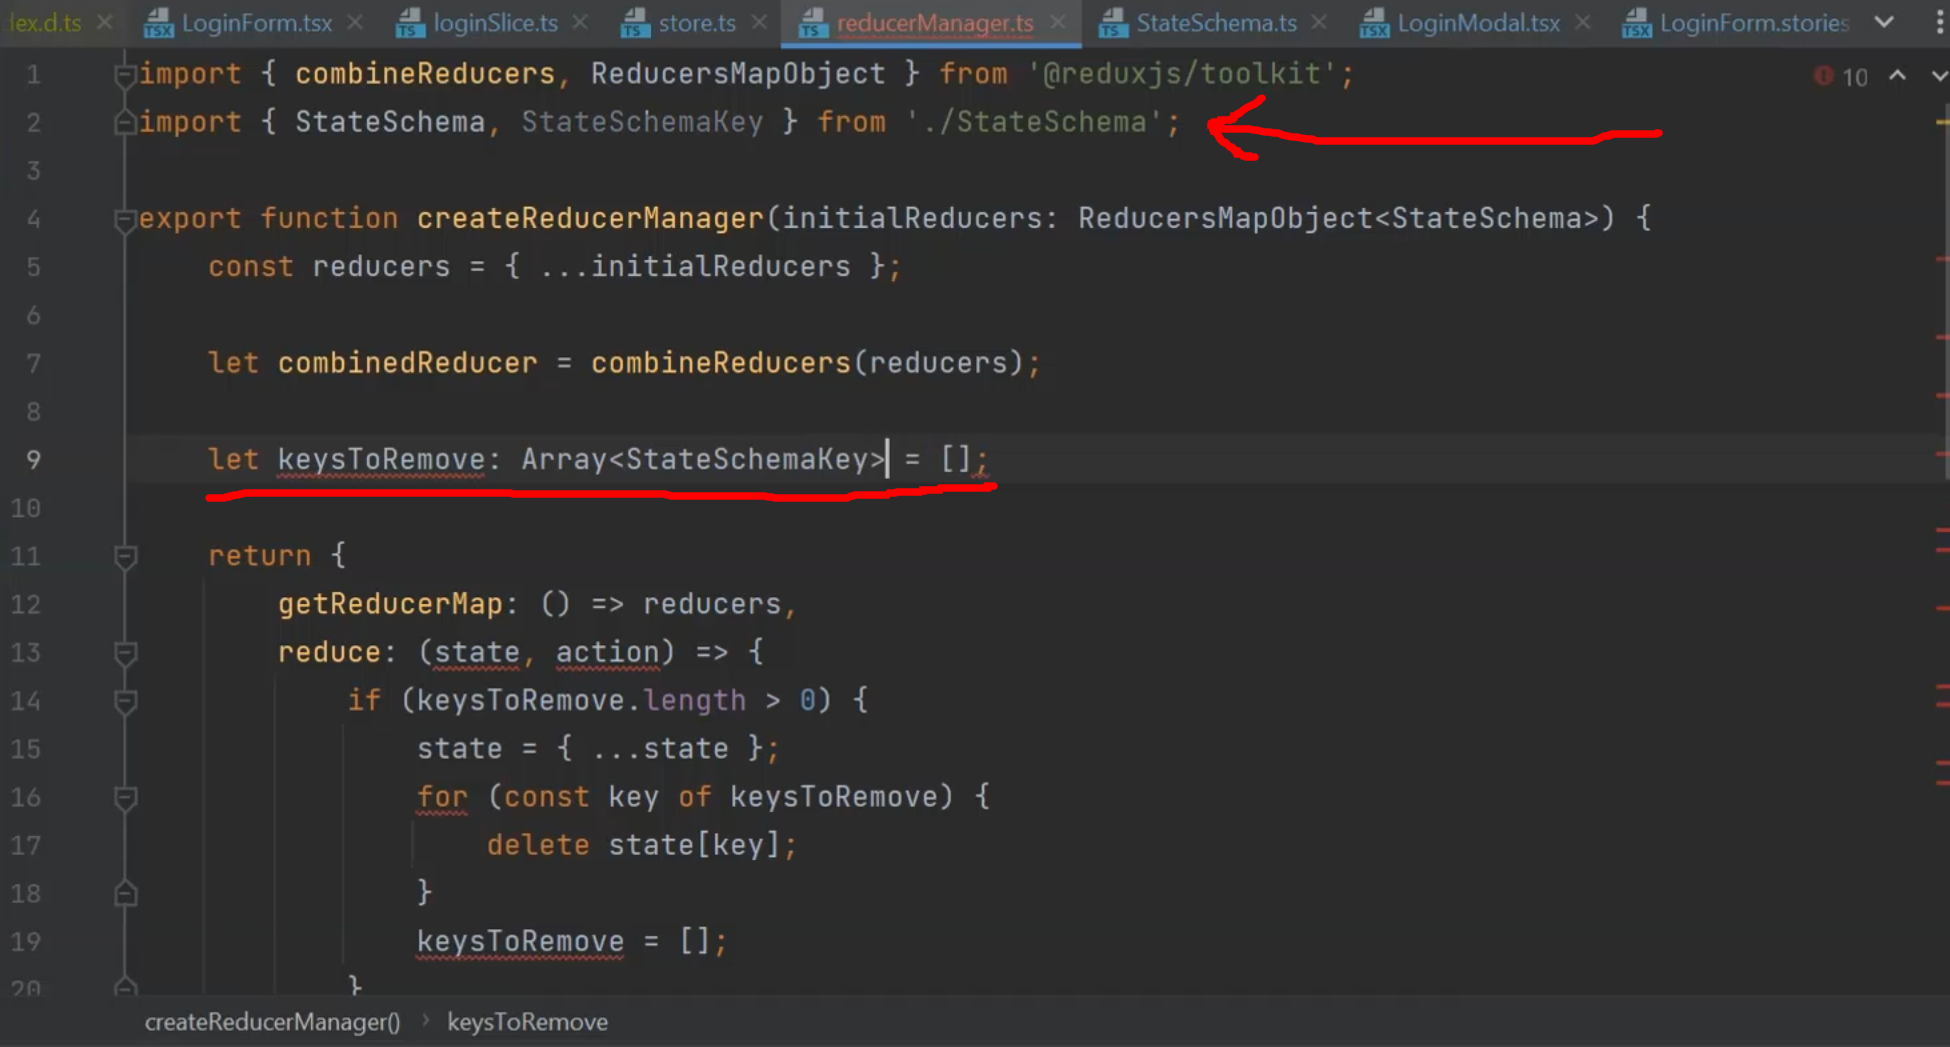 lex.d.ts LoginForm.tsx loginSlice.ts store.ts reducerManager.ts StateSchema.ts LoginModal.tsx LoginForm.stories
1 import { combineReducers, ReducersMapObject } from '@reduxjs/toolkit'; 10
2 import { StateSchema, StateSchemaKey } from './StateSchema';
3
4 export function createReducerManager(initialReducers: ReducersMapObject<StateSchema>) {
5 const reducers = { ...initialReducers };
6
7 let combinedReducer = combineReducers(reducers);
8
9 let keysToRemove: Array<StateSchemaKey> = [];
10
11 return {
12 getReducerMap: () => reducers,
13 reduce: (state, action) => {
14 if (keysToRemove.length > 0) {
15 state = { ...state };
16 for (const key of keysToRemove) {
17 delete state[key];
18 }
19 keysToRemove = [];
20 }
createReducerManager() › keysToRemove